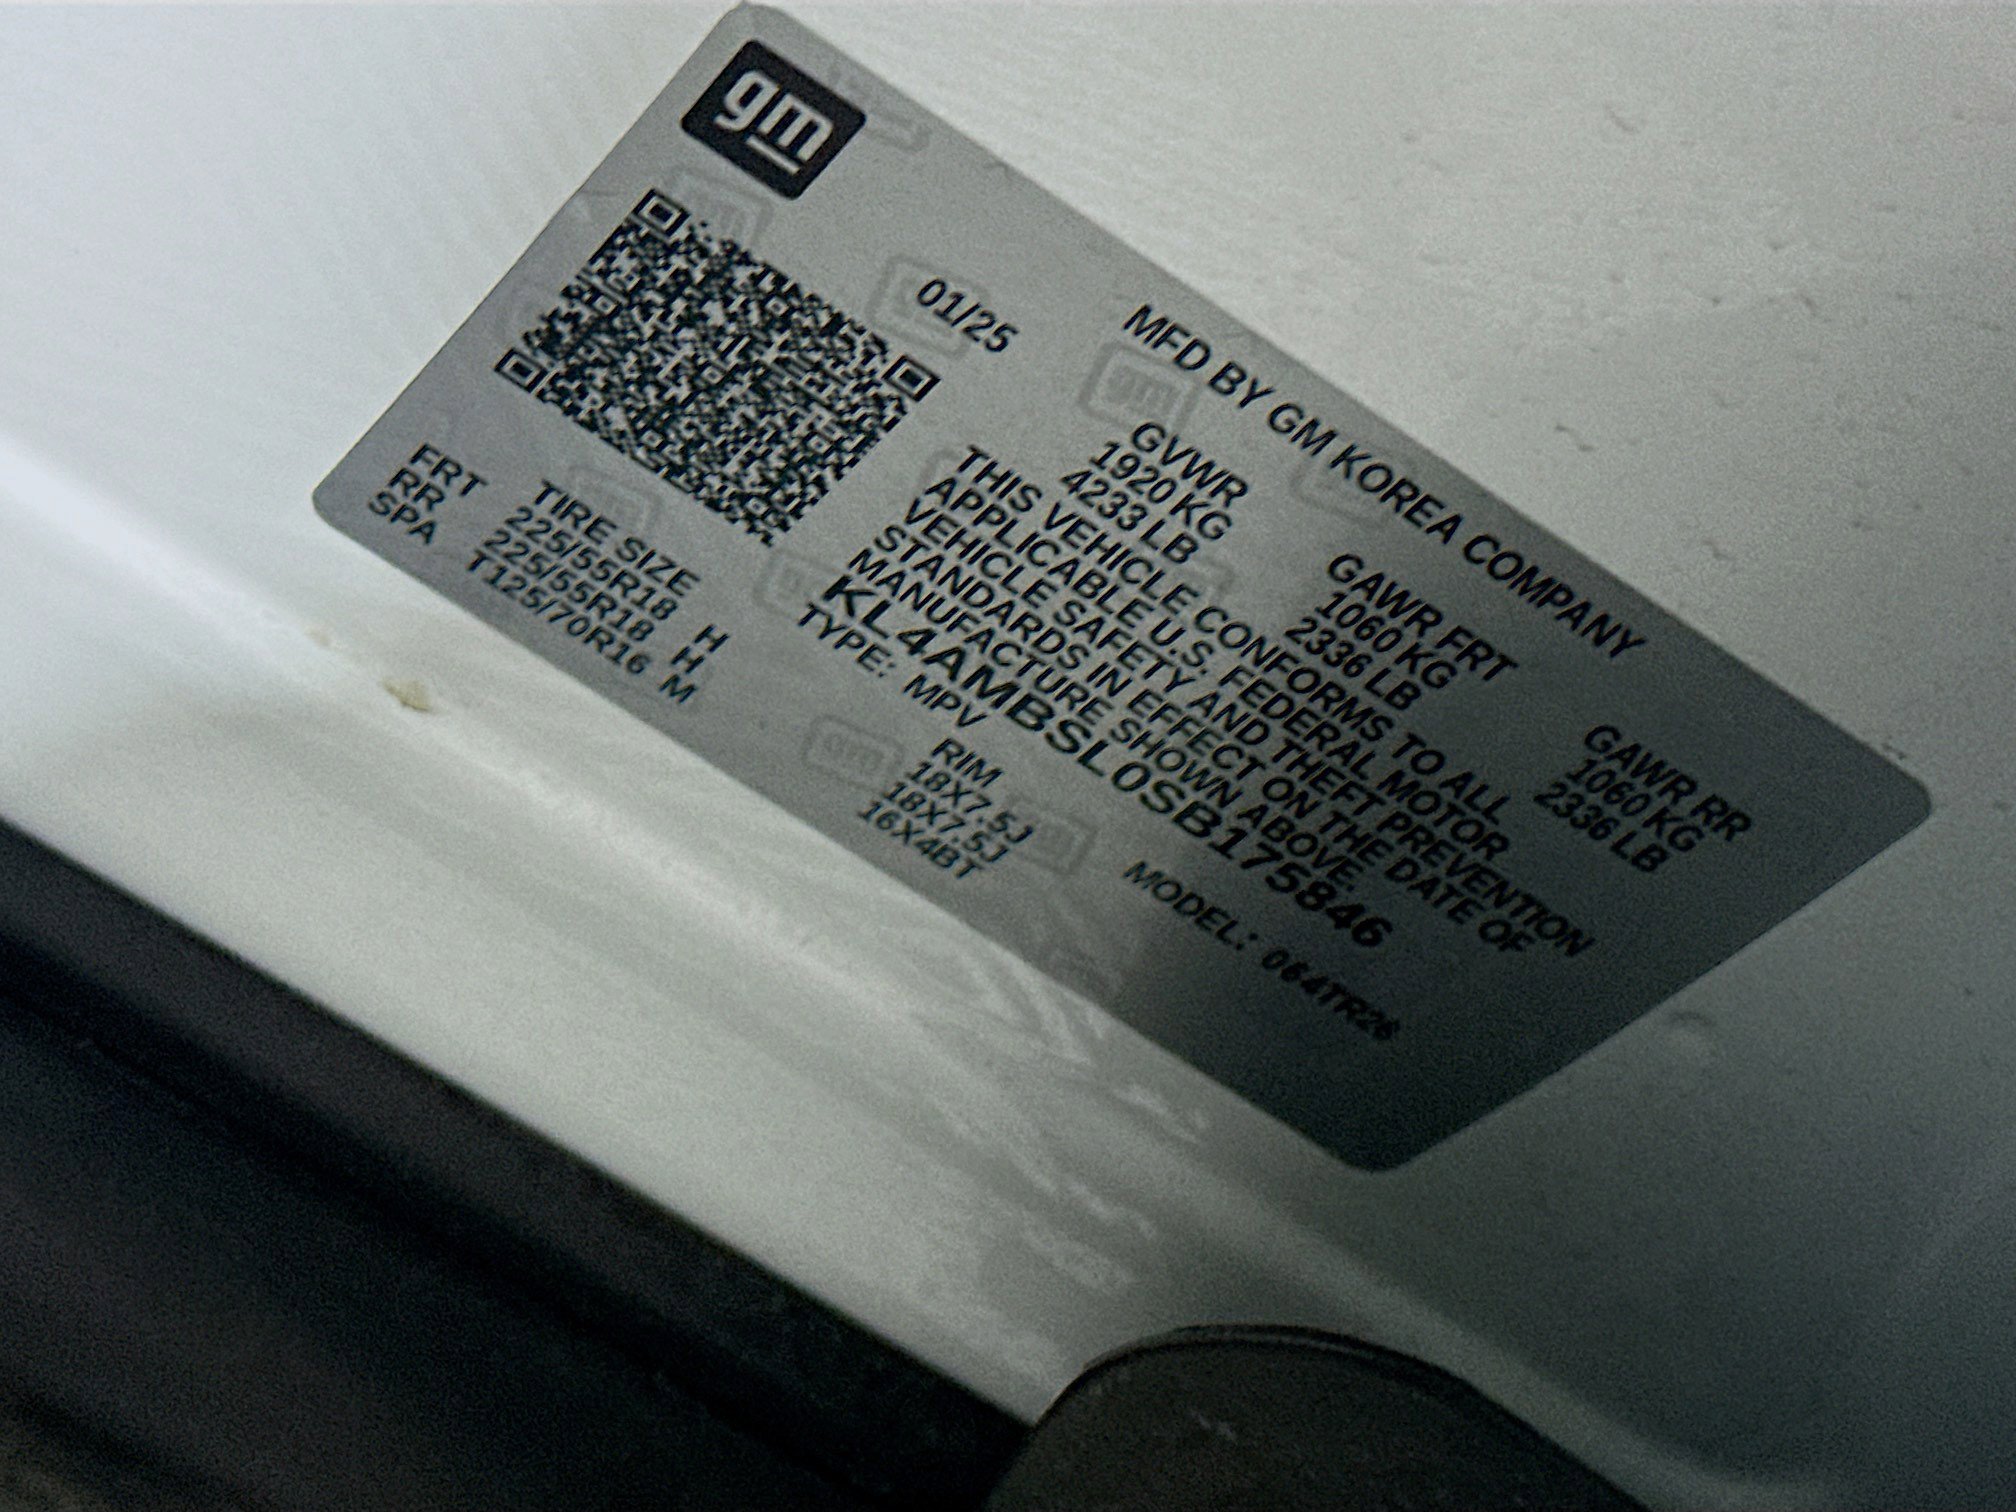 gm
MFD BY GM KOREA COMPANY
01/25
GVWR GAWR FRT GAWR RR
1920 KG 1060 KG 1060 KG
4233 LB 2336 LB 2336 LB
THIS VEHICLE CONFORMS TO ALL
APPLICABLE U.S. FEDERAL MOTOR
VEHICLE SAFETY AND THEFT PREVENTION
STANDARDS IN EFFECT ON THE DATE OF
MANUFACTURE SHOWN ABOVE.
KL4AMBSL0SB175846
TYPE: MPV MODEL: 064TR26
TIRE SIZE RIM
FRT 225/55R18 H 18X7.5J
RR 225/55R18 H 18X7.5J
SPA T125/70R16 M 16X4BT